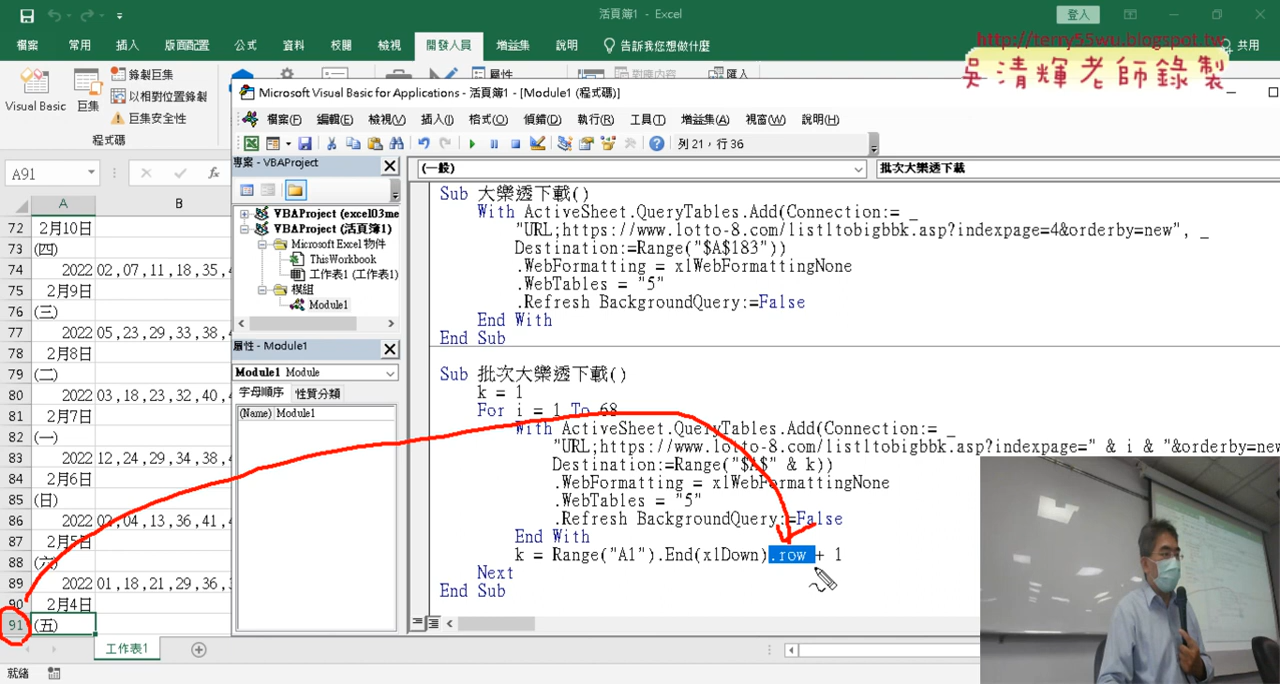 活頁簿1 - Excel
登入
http://terry55wu.blogspot.tw
檔案 常用 插入 版面配置 公式 資料 校閱 檢視 開發人員 增益集 說明 告訴我您想做什麼 共用
吳清輝老師錄製
Visual Basic 巨集 錄製巨集 以相對位置錄製 巨集安全性
程式碼
屬性 匯入
Microsoft Visual Basic for Applications - 活頁簿1 - [Module1 (程式碼)]
檔案(F) 編輯(E) 檢視(V) 插入(I) 格式(O) 偵錯(D) 執行(R) 工具(T) 增益集(A) 視窗(W) 說明(H)
列 21，行 36
A91
專案 - VBAProject
VBAProject (excel03me
VBAProject (活頁簿1)
Microsoft Excel 物件
ThisWorkbook
工作表1 (工作表1)
模組
Module1
屬性 - Module1
Module1 Module
字母順序 性質分類
(Name) Module1
(一般) 批次大樂透下載
Sub 大樂透下載()
With ActiveSheet.QueryTables.Add(Connection:= _
"URL;https://www.lotto-8.com/listltobigbbk.asp?indexpage=4&orderby=new", _
Destination:=Range("$A$183"))
.WebFormatting = xlWebFormattingNone
.WebTables = "5"
.Refresh BackgroundQuery:=False
End With
End Sub
Sub 批次大樂透下載()
k = 1
For i = 1 To 68
With ActiveSheet.QueryTables.Add(Connection:= _
"URL;https://www.lotto-8.com/listltobigbbk.asp?indexpage=" & i & "&orderby=new
Destination:=Range("$A$" & k))
.WebFormatting = xlWebFormattingNone
.WebTables = "5"
.Refresh BackgroundQuery:=False
End With
k = Range("A1").End(xlDown).row + 1
Next
End Sub
A B
72 2月10日
73 (四)
74 2022 02,07,11,18,35,4
75 2月9日
76 (三)
77 2022 05,23,29,33,38,4
78 2月8日
79 (二)
80 2022 03,18,23,32,40,4
81 2月7日
82 (一)
83 2022 12,24,29,34,38,4
84 2月6日
85 (日)
86 2022 02,04,13,36,41,4
87 2月5日
88 (六)
89 2022 01,18,21,29,36,3
90 2月4日
91 (五)
工作表1
就緒